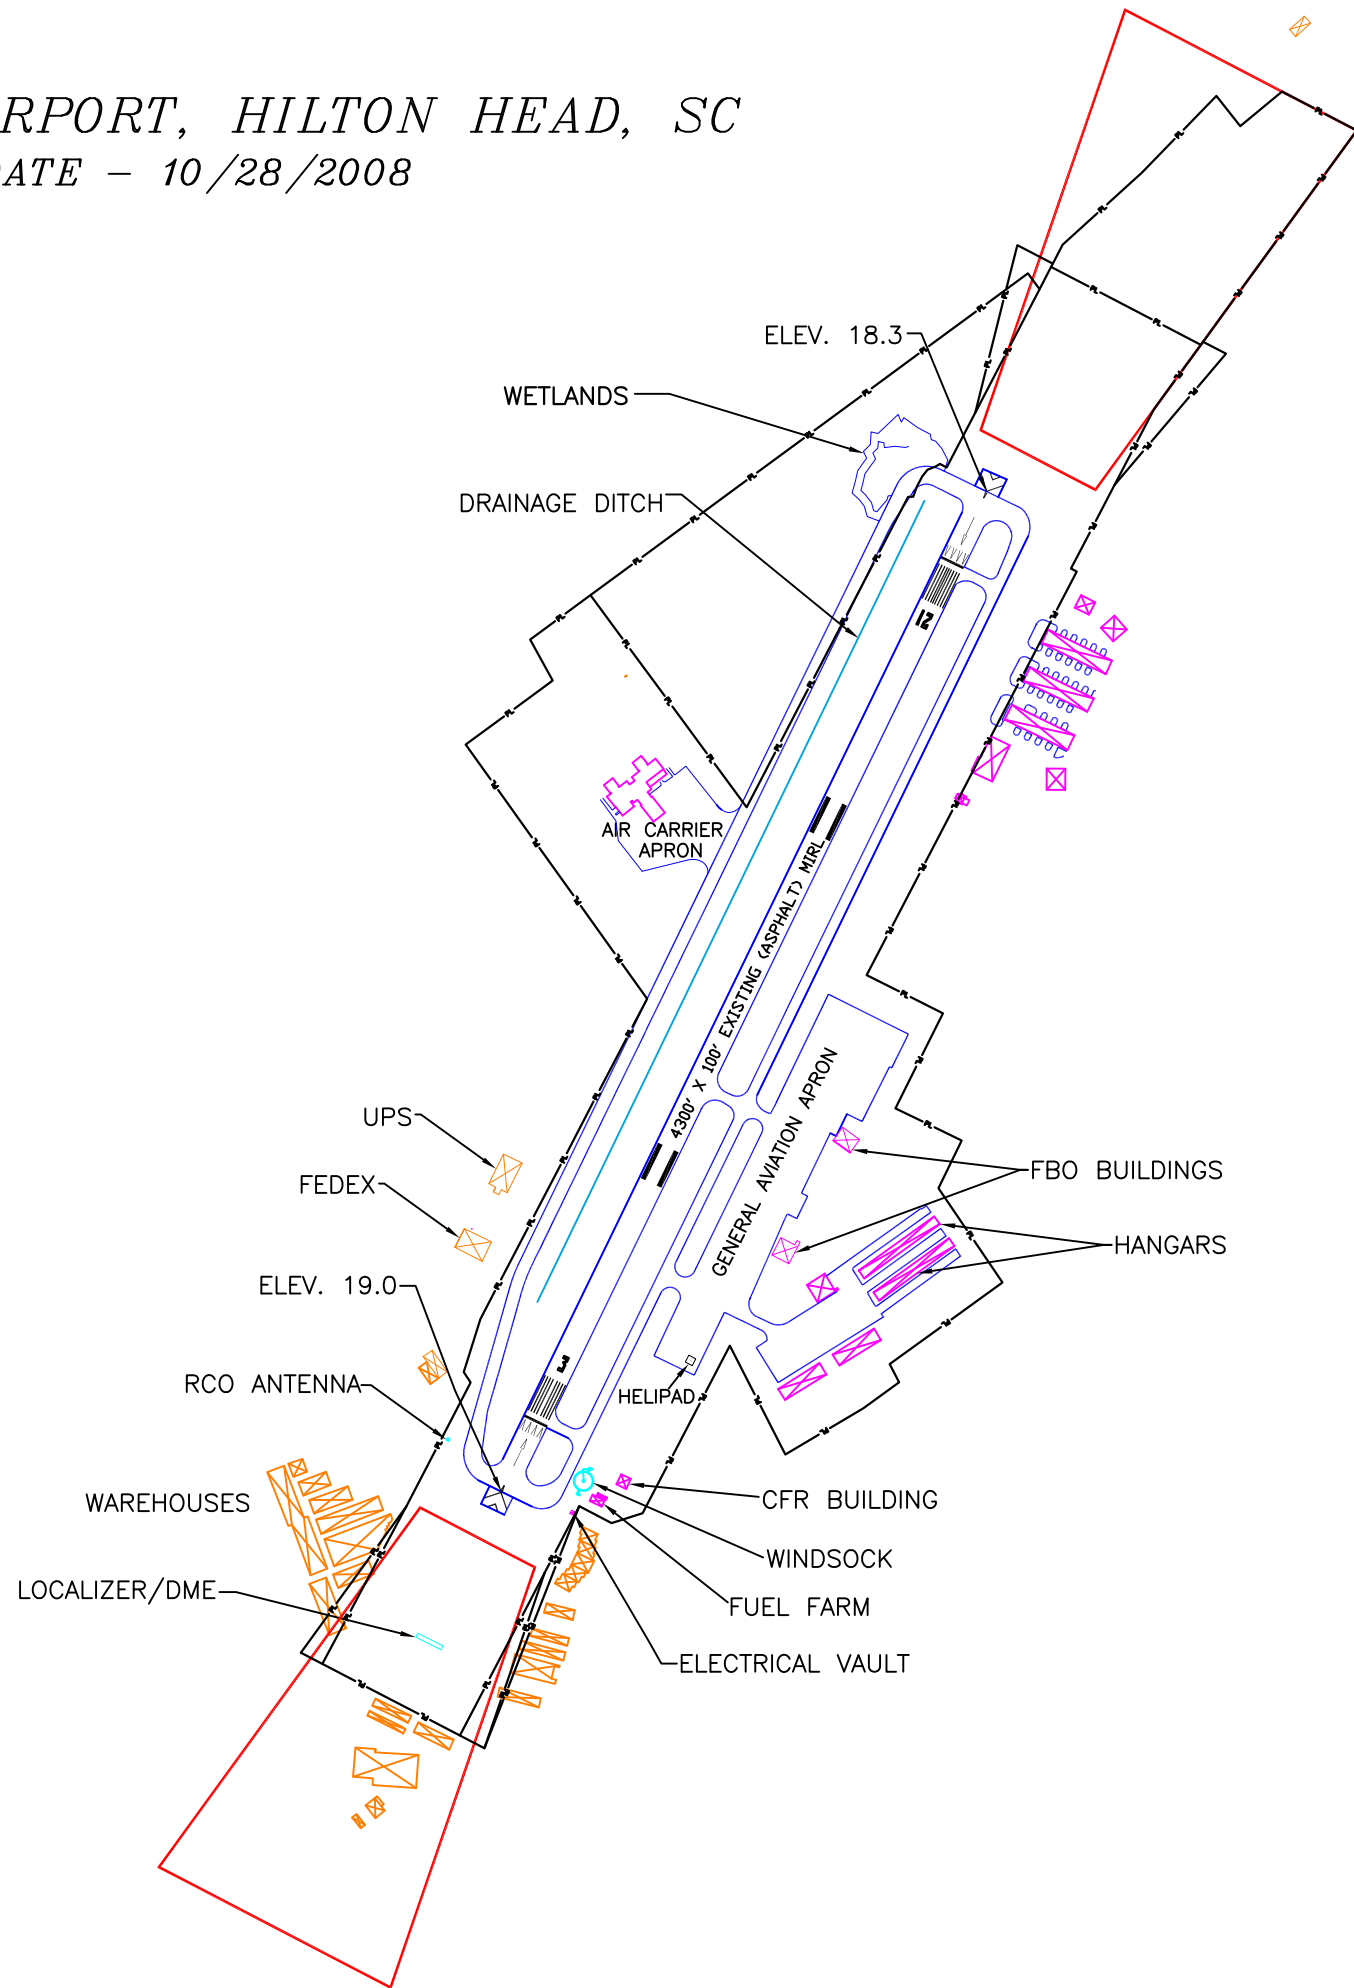 RPORT, HILTON HEAD, SC
ATE - 10/28/2008
ELEV. 18.3
WETLANDS
DRAINAGE DITCH
21
AIR CARRIER
APRON
4300' X 100' EXISTING (ASPHALT) MIRL
GENERAL AVIATION APRON
UPS
FBO BUILDINGS
FEDEX
HANGARS
ELEV. 19.0
3
RCO ANTENNA
HELIPAD
WAREHOUSES
CFR BUILDING
WINDSOCK
LOCALIZER/DME
FUEL FARM
ELECTRICAL VAULT